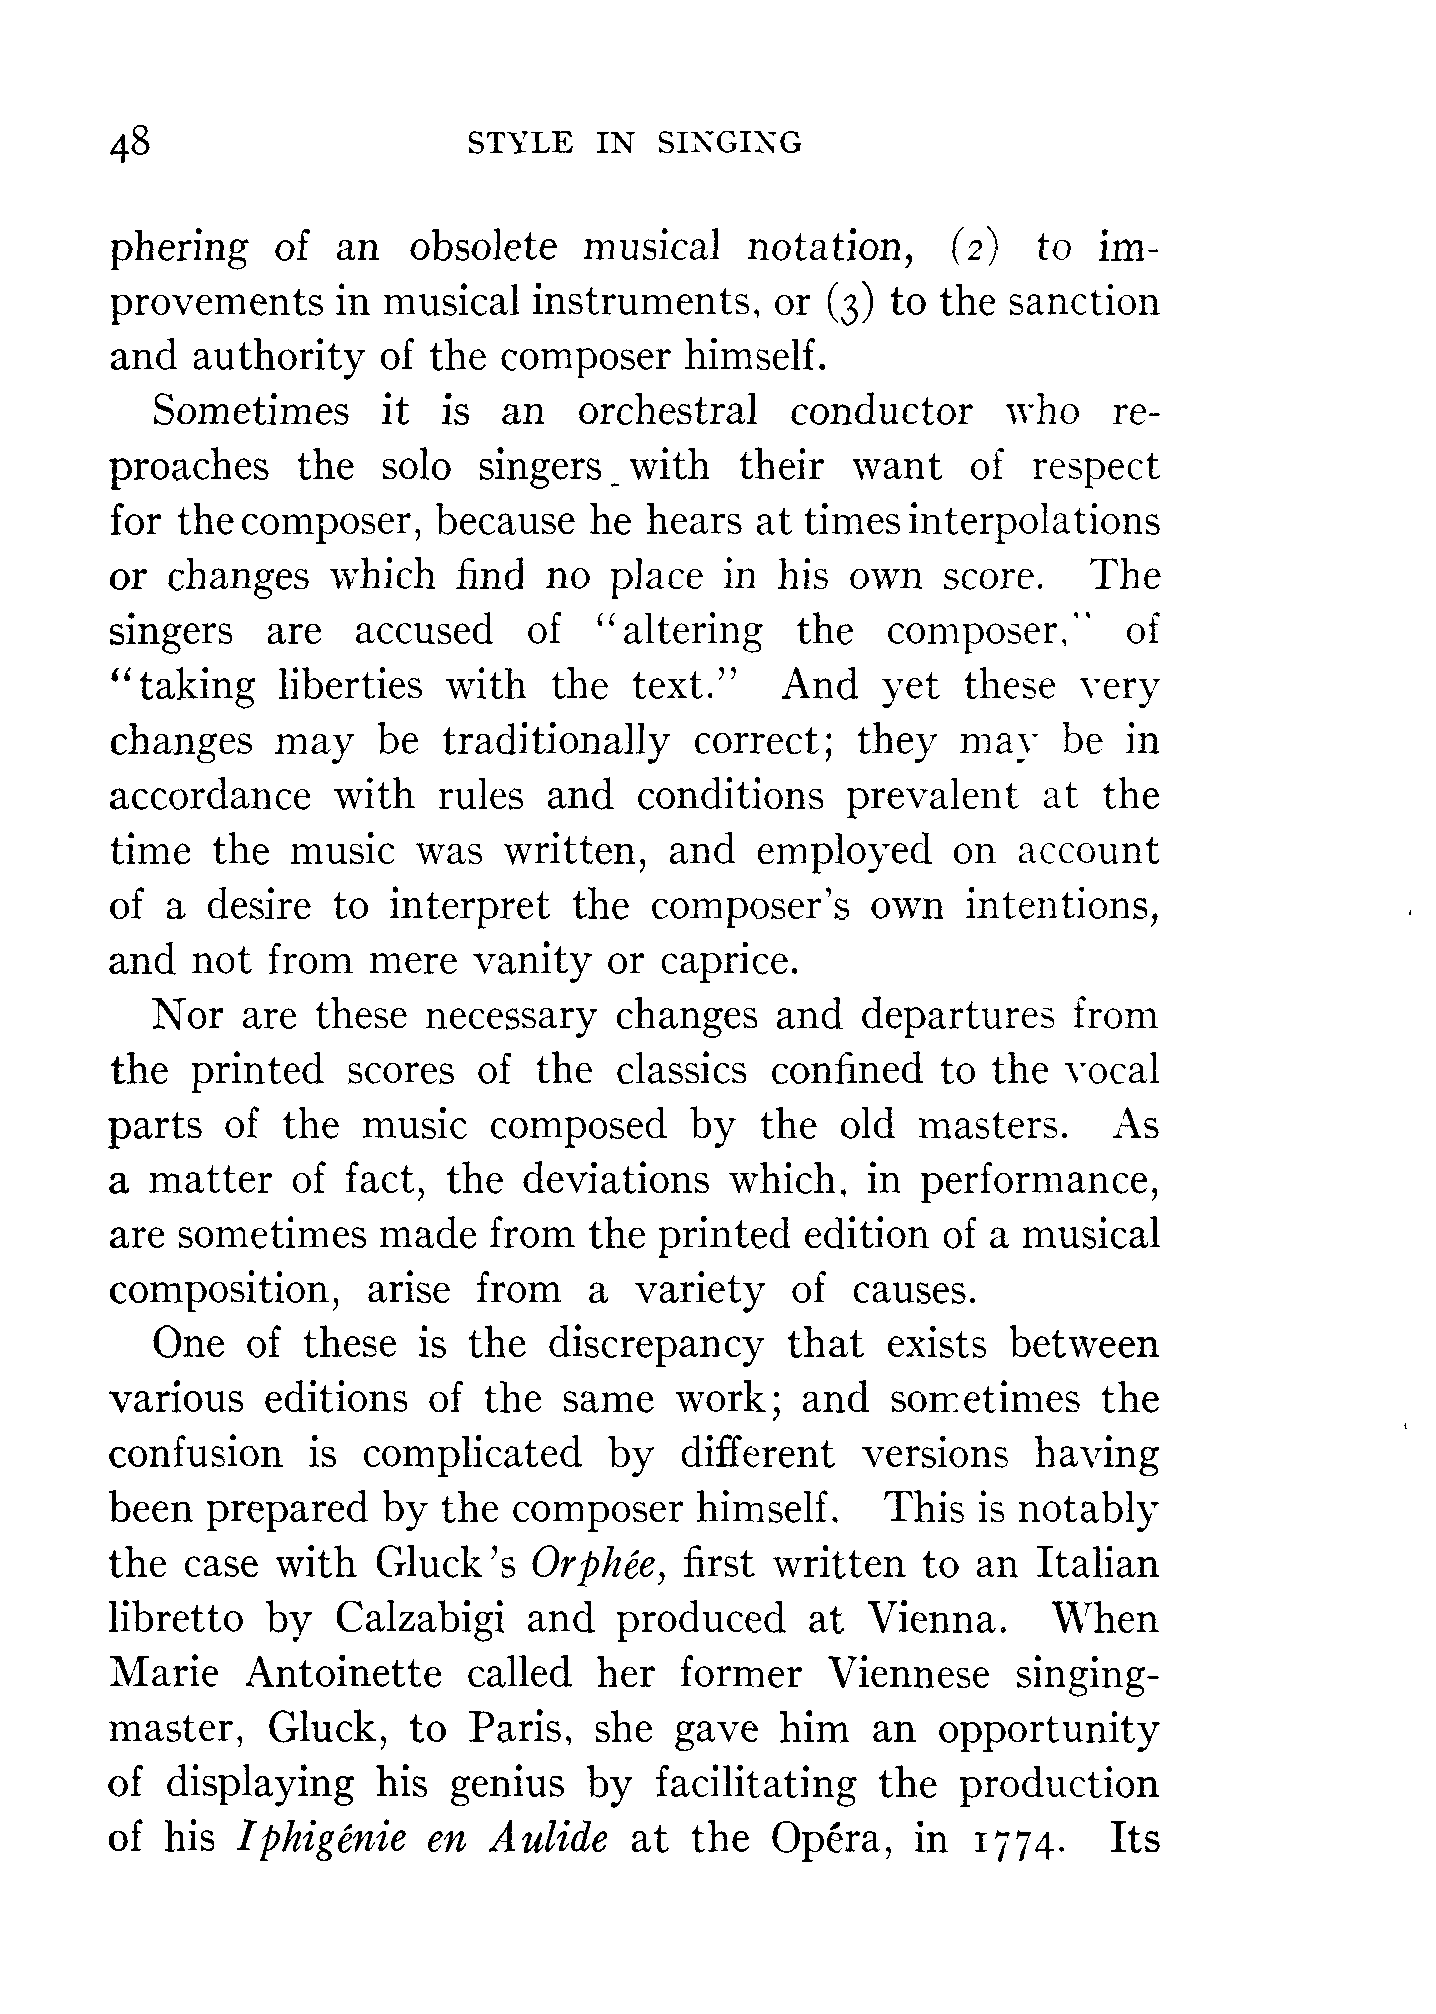 48 STYLE IN SINGING
phering of an obsolete musical notation, (2) to im-
provements in musical instruments, or (3) to the sanction
and authority of the composer himself.
Sometimes it is an orchestral conductor who re-
proaches the solo singers with their want of respect
for the composer, because he hears at times interpolations
or changes which find no place in his own score. The
singers are accused of “altering the composer,” of
“taking liberties with the text.” And yet these very
changes may be traditionally correct; they may be in
accordance with rules and conditions prevalent at the
time the music was written, and employed on account
of a desire to interpret the composer's own intentions,
and not from mere vanity or caprice.
Nor are these necessary changes and departures from
the printed scores of the classics confined to the vocal
parts of the music composed by the old masters. As
a matter of fact, the deviations which, in performance,
are sometimes made from the printed edition of a musical
composition, arise from a variety of causes.
One of these is the discrepancy that exists between
various editions of the same work; and sometimes the
confusion is complicated by different versions having
been prepared by the composer himself. This is notably
the case with Gluck's Orphée, first written to an Italian
libretto by Calzabigi and produced at Vienna. When
Marie Antoinette called her former Viennese singing-
master, Gluck, to Paris, she gave him an opportunity
of displaying his genius by facilitating the production
of his Iphigénie en Aulide at the Opéra, in 1774. Its